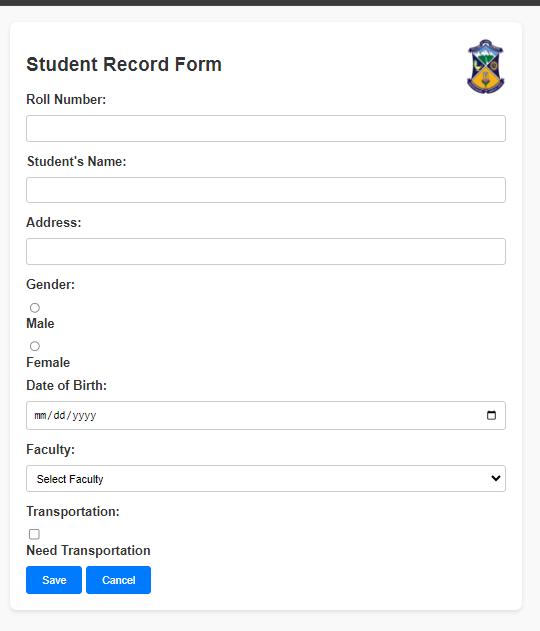 Student Record Form
Roll Number:
Student's Name:
Address:
Gender:
Male
Female
Date of Birth:
mm/dd/yyyy
Faculty:
Select Faculty
Transportation:
Need Transportation
Save Cancel